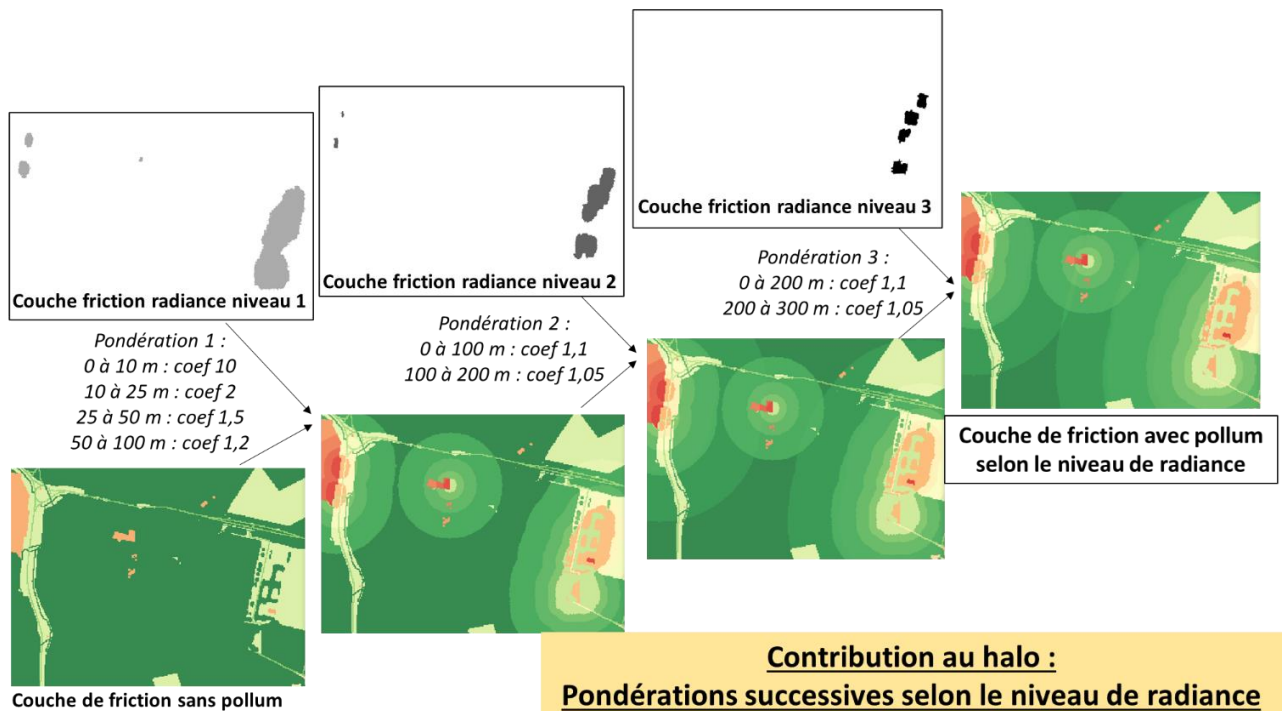 Couche friction radiance niveau 1
Couche friction radiance niveau 2
Couche friction radiance niveau 3
Pondération 1 :
0 à 10 m : coef 10
10 à 25 m : coef 2
25 à 50 m : coef 1,5
50 à 100 m : coef 1,2
Pondération 2 :
0 à 100 m : coef 1,1
100 à 200 m : coef 1,05
Pondération 3 :
0 à 200 m : coef 1,1
200 à 300 m : coef 1,05
Couche de friction avec pollum
selon le niveau de radiance
Couche de friction sans pollum
Contribution au halo :
Pondérations successives selon le niveau de radiance